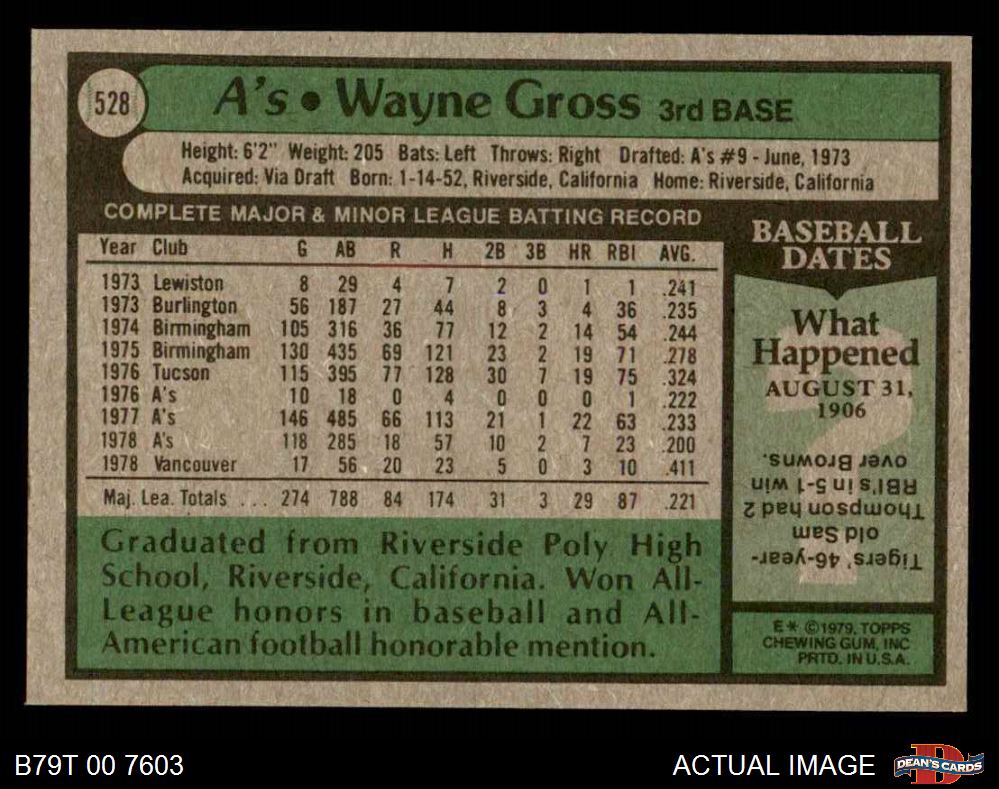 528
A's • Wayne Gross 3rd BASE
Height: 6'2" Weight: 205 Bats: Left Throws: Right Drafted: A's #9 - June, 1973
Acquired: Via Draft Born: 1-14-52, Riverside, California Home: Riverside, California
COMPLETE MAJOR & MINOR LEAGUE BATTING RECORD
Year Club G AB R H 2B 3B HR RBI AVG.
1973 Lewiston 8 29 4 7 2 0 1 1 .241
1973 Burlington 56 187 27 44 8 3 4 36 .235
1974 Birmingham 105 316 36 77 12 2 14 54 .244
1975 Birmingham 130 435 69 121 23 2 19 71 .278
1976 Tucson 115 395 77 128 30 7 19 75 .324
1976 A's 10 18 0 4 0 0 0 1 .222
1977 A's 146 485 66 113 21 1 22 63 .233
1978 A's 118 285 18 57 10 2 7 23 .200
1978 Vancouver 17 56 20 23 5 0 3 10 .411
Maj. Lea. Totals ... 274 788 84 174 31 3 29 87 .221
Graduated from Riverside Poly High
School, Riverside, California. Won All-
League honors in baseball and All-
American football honorable mention.
BASEBALL
DATES
What
Happened
AUGUST 31,
1906
Tigers' 46-year-
old Sam
Thompson had 2
RBI's in 5-1 win
over Browns.
E* ©1979, TOPPS
CHEWING GUM, INC
PRTD. IN U.S.A.
B79T 00 7603
ACTUAL IMAGE
DEAN'S CARDS